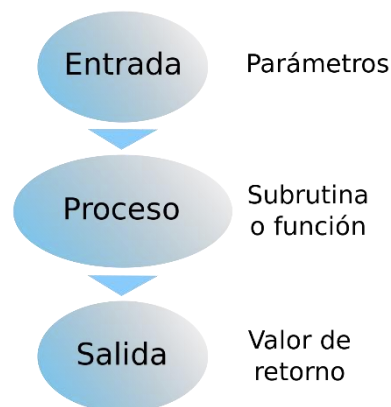 Entrada
Parámetros
Proceso
Subrutina
o función
Salida
Valor de
retorno